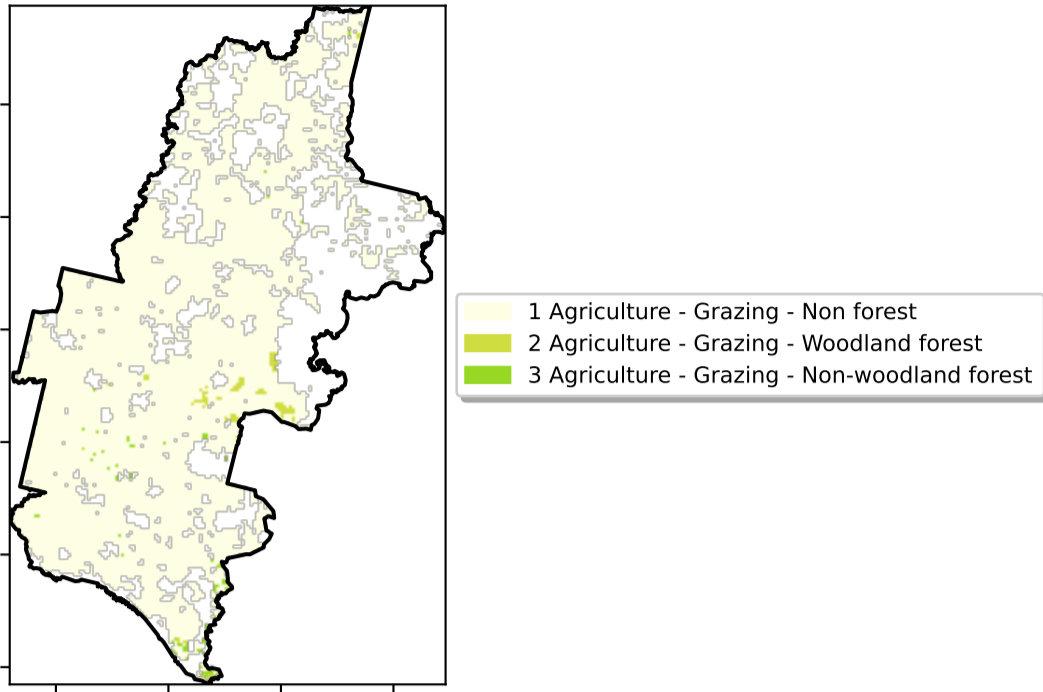 1 Agriculture - Grazing - Non forest
2 Agriculture - Grazing - Woodland forest
3 Agriculture - Grazing - Non-woodland forest